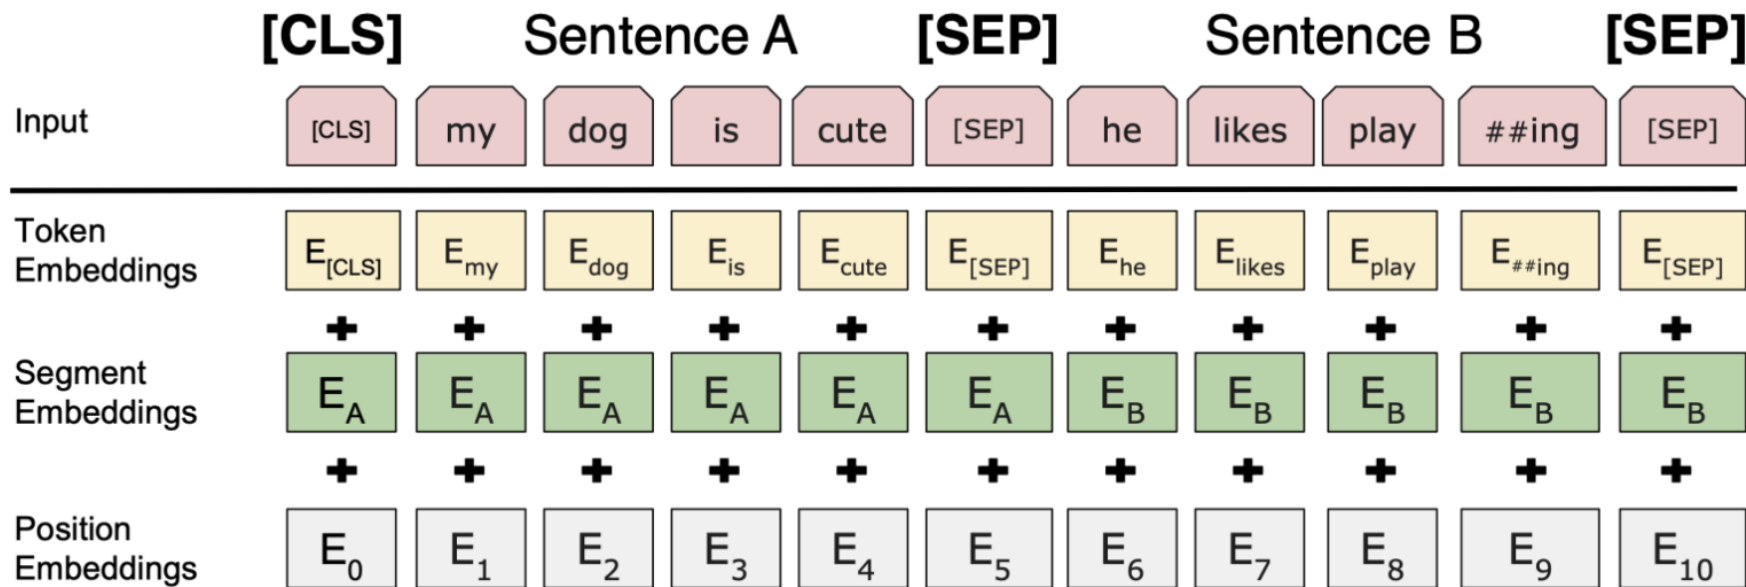 [CLS] Sentence A [SEP] Sentence B [SEP]
Input [CLS] my dog is cute [SEP] he likes play ##ing [SEP]
Token
Embeddings E[CLS] Emy Edog Eis Ecute E[SEP] Ehe Elikes Eplay E##ing E[SEP]
+ + + + + + + + + + +
Segment
Embeddings EA EA EA EA EA EA EB EB EB EB EB
+ + + + + + + + + + +
Position
Embeddings E0 E1 E2 E3 E4 E5 E6 E7 E8 E9 E10